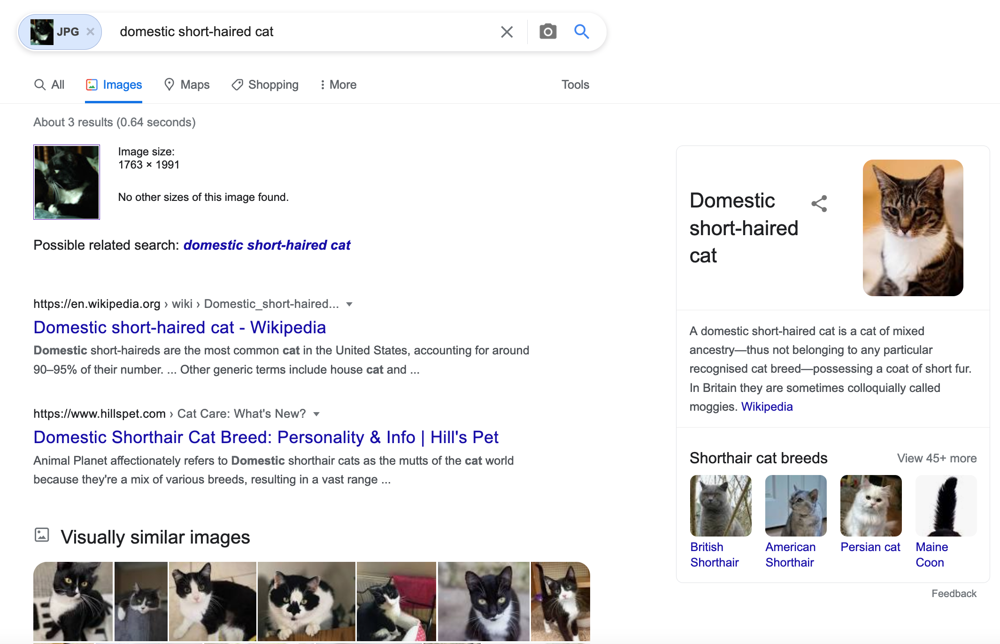 JPG × domestic short-haired cat
All Images Maps Shopping More Tools
About 3 results (0.64 seconds)
Image size:
1763 × 1991
No other sizes of this image found.
Possible related search: domestic short-haired cat
https://en.wikipedia.org › wiki › Domestic_short-haired...
Domestic short-haired cat - Wikipedia
Domestic short-haireds are the most common cat in the United States, accounting for around
90–95% of their number. ... Other generic terms include house cat and ...
https://www.hillspet.com › Cat Care: What's New?
Domestic Shorthair Cat Breed: Personality & Info | Hill's Pet
Animal Planet affectionately refers to Domestic shorthair cats as the mutts of the cat world
because they're a mix of various breeds, resulting in a vast range ...
Visually similar images
Domestic
short-haired
cat
A domestic short-haired cat is a cat of mixed
ancestry—thus not belonging to any particular
recognised cat breed—possessing a coat of short fur.
In Britain they are sometimes colloquially called
moggies. Wikipedia
Shorthair cat breeds View 45+ more
British
Shorthair
American
Shorthair
Persian cat
Maine
Coon
Feedback